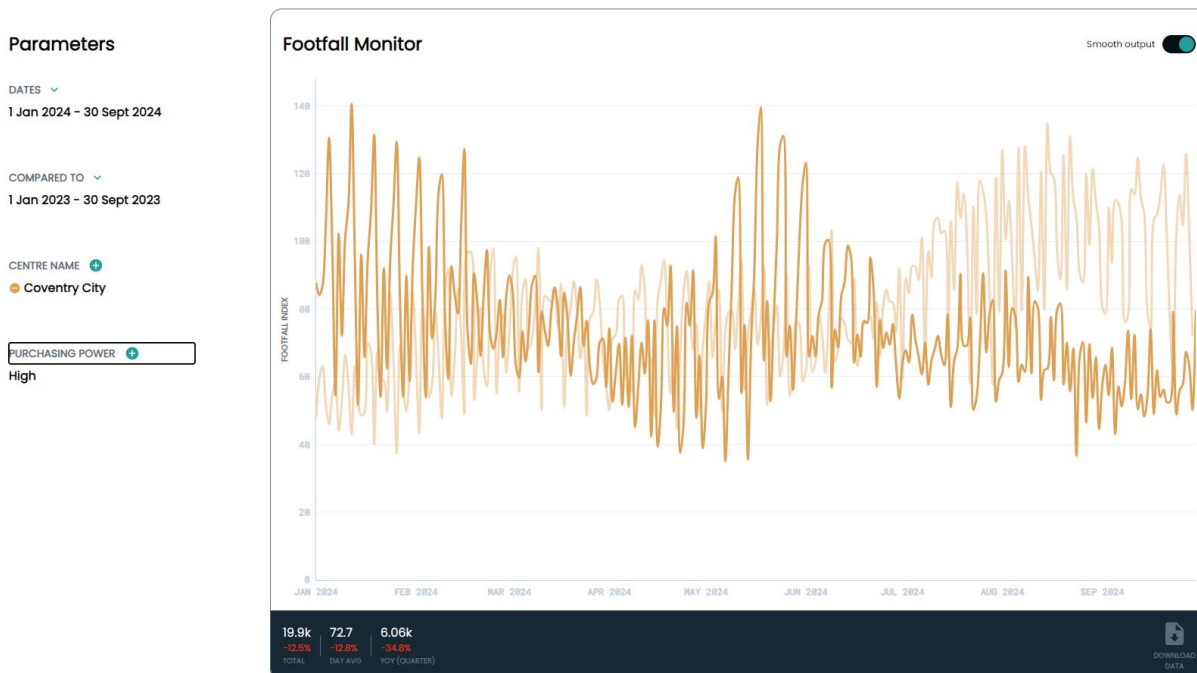 Parameters
DATES
1 Jan 2024 - 30 Sept 2024
COMPARED TO
1 Jan 2023 - 30 Sept 2023
CENTRE NAME
Coventry City
PURCHASING POWER
High
Footfall Monitor
Smooth output
FOOTFALL INDEX
140
120
100
80
60
40
20
0
JAN 2024 FEB 2024 MAR 2024 APR 2024 MAY 2024 JUN 2024 JUL 2024 AUG 2024 SEP 2024
19.9k 72.7 6.06k
-12.5% -12.8% -34.8%
TOTAL DAY AVG YOY (QUARTER)
DOWNLOAD
DATA